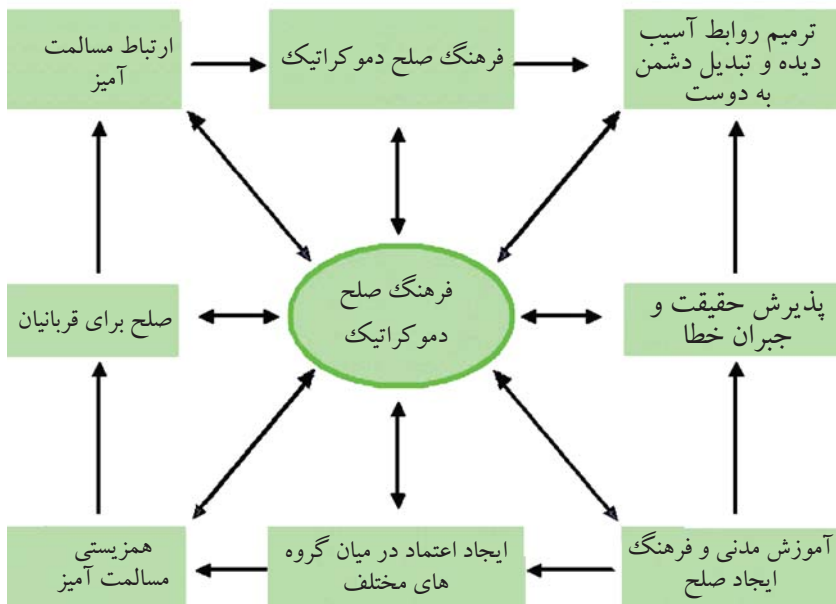 ترمیم روابط آسیب
دیده و تبدیل دشمن
به دوست
فرهنگ صلح دموکراتیک
ارتباط مسالمت
آمیز
پذیرش حقیقت و
جبران خطا
فرهنگ صلح
دموکراتیک
صلح برای قربانیان
آموزش مدنی و فرهنگ
ایجاد صلح
ایجاد اعتماد در میان گروه
های مختلف
همزیستی
مسالمت آمیز